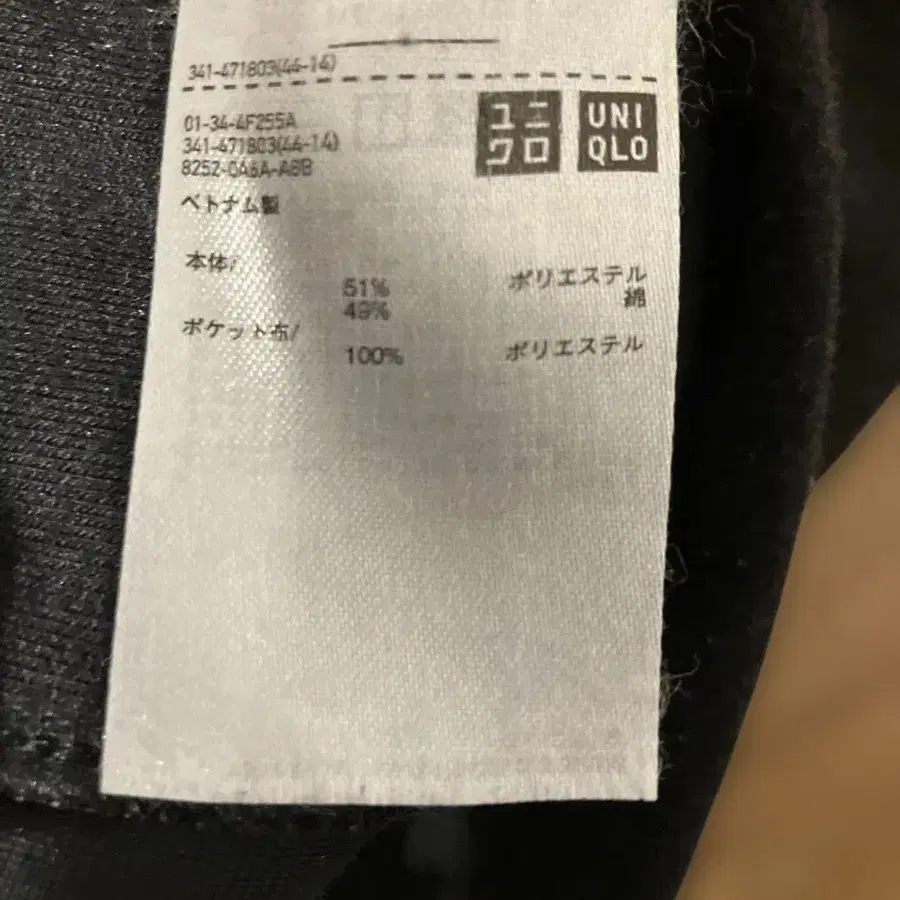 341-471803(44-14)
01-34-4F255A
341-471803(44-14)
8252-0A6A-A8B
ユニクロ
UNIQLO
ベトナム製
本体/
51% ポリエステル
49% 綿
ポケット布/
100% ポリエステル